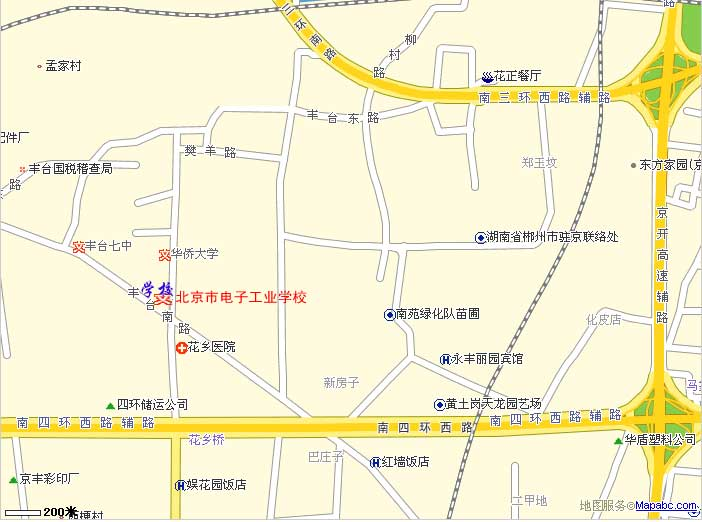 三环南路
柳村路
路
孟家村
花正餐厅
南三环西路辅路
丰台东路
配件厂
樊羊路
丰台国税稽查局
郑王坟
东方家园(京
东路
京开高速辅路
湖南省郴州市驻京联络处
丰台七中
华侨大学
学校
北京市电子工业学校
丰台南路
南苑绿化队苗圃
化皮店
花乡医院
永丰丽园宾馆
新房子
马
四环储运公司
黄土岗天龙园艺场
南四环西路辅路
南四环西路
南四环西路辅路
花乡桥
华盾塑料公司
巴庄子
红墙饭店
京丰彩印厂
娱花园饭店
二甲地
200米
地图服务© Mapabc.com